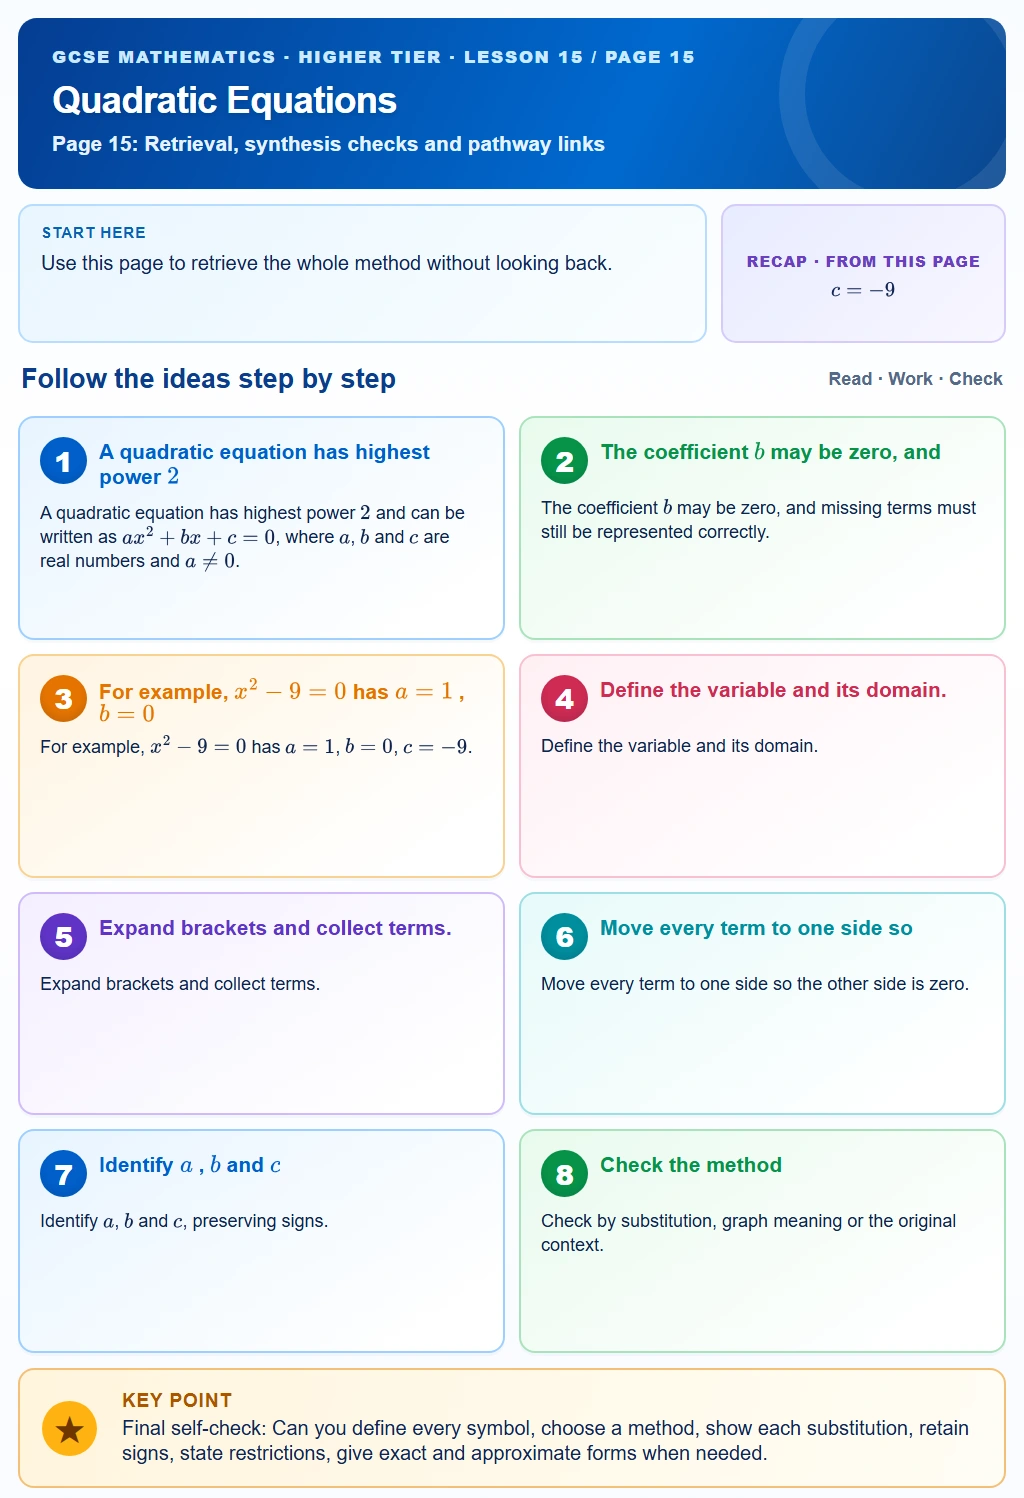 GCSE MATHEMATICS · HIGHER TIER · LESSON 15 / PAGE 15
Quadratic Equations
Page 15: Retrieval, synthesis checks and pathway links
START HERE
Use this page to retrieve the whole method without looking back.
RECAP · FROM THIS PAGE
c = −9
Follow the ideas step by step
Read · Work · Check
1
A quadratic equation has highest
power 2
A quadratic equation has highest power 2 and can be
written as ax² + bx + c = 0, where a, b and c are
real numbers and a ≠ 0.
2
The coefficient b may be zero, and
The coefficient b may be zero, and missing terms must
still be represented correctly.
3
For example, x² − 9 = 0 has a = 1 ,
b = 0
For example, x² − 9 = 0 has a = 1, b = 0, c = −9.
4
Define the variable and its domain.
Define the variable and its domain.
5
Expand brackets and collect terms.
Expand brackets and collect terms.
6
Move every term to one side so
Move every term to one side so the other side is zero.
7
Identify a , b and c
Identify a, b and c, preserving signs.
8
Check the method
Check by substitution, graph meaning or the original
context.
KEY POINT
Final self-check: Can you define every symbol, choose a method, show each substitution, retain
signs, state restrictions, give exact and approximate forms when needed.